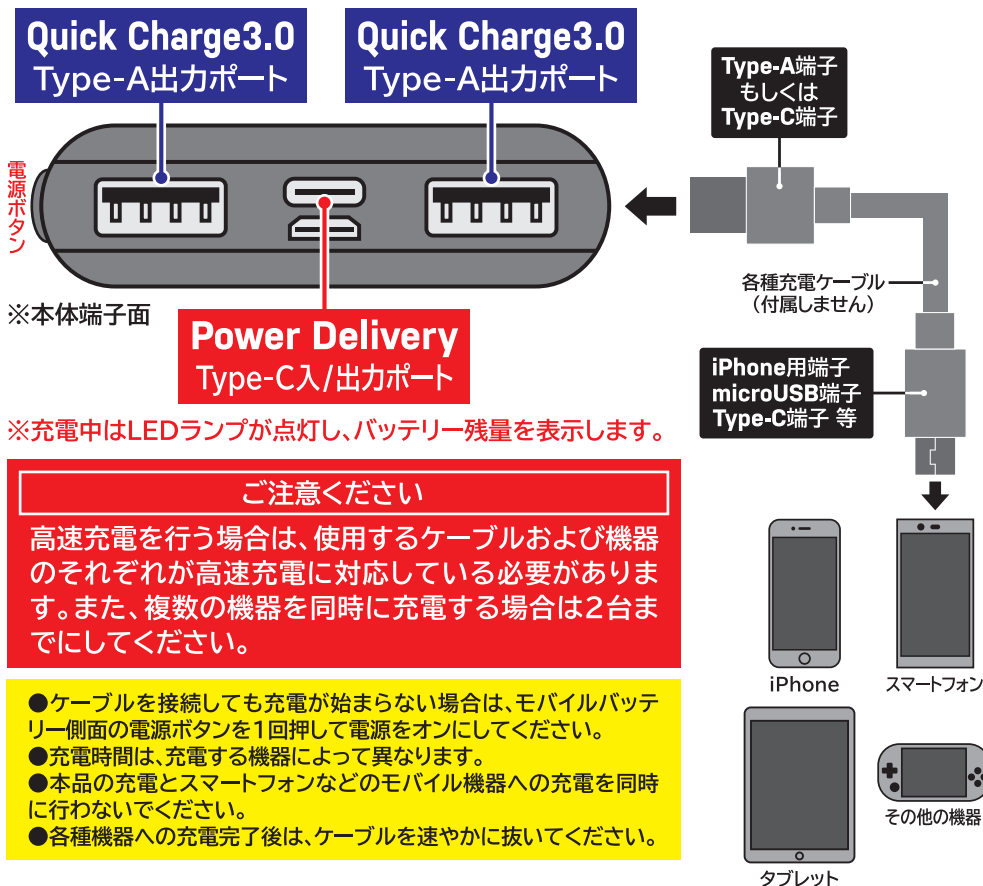 Quick Charge3.0
Type-A出力ポート
Quick Charge3.0
Type-A出力ポート
Type-A端子
もしくは
Type-C端子
電源ボタン
各種充電ケーブル
（付属しません）
※本体端子面
Power Delivery
Type-C入/出力ポート
iPhone用端子
microUSB端子
Type-C端子 等
※充電中はLEDランプが点灯し、バッテリー残量を表示します。
ご注意ください
高速充電を行う場合は、使用するケーブルおよび機器
のそれぞれが高速充電に対応している必要がありま
す。また、複数の機器を同時に充電する場合は2台ま
でにしてください。
iPhone
スマートフォン
●ケーブルを接続しても充電が始まらない場合は、モバイルバッテ
リー側面の電源ボタンを1回押して電源をオンにしてください。
●充電時間は、充電する機器によって異なります。
●本品の充電とスマートフォンなどのモバイル機器への充電を同時
に行わないでください。
●各種機器への充電完了後は、ケーブルを速やかに抜いてください。
その他の機器
タブレット